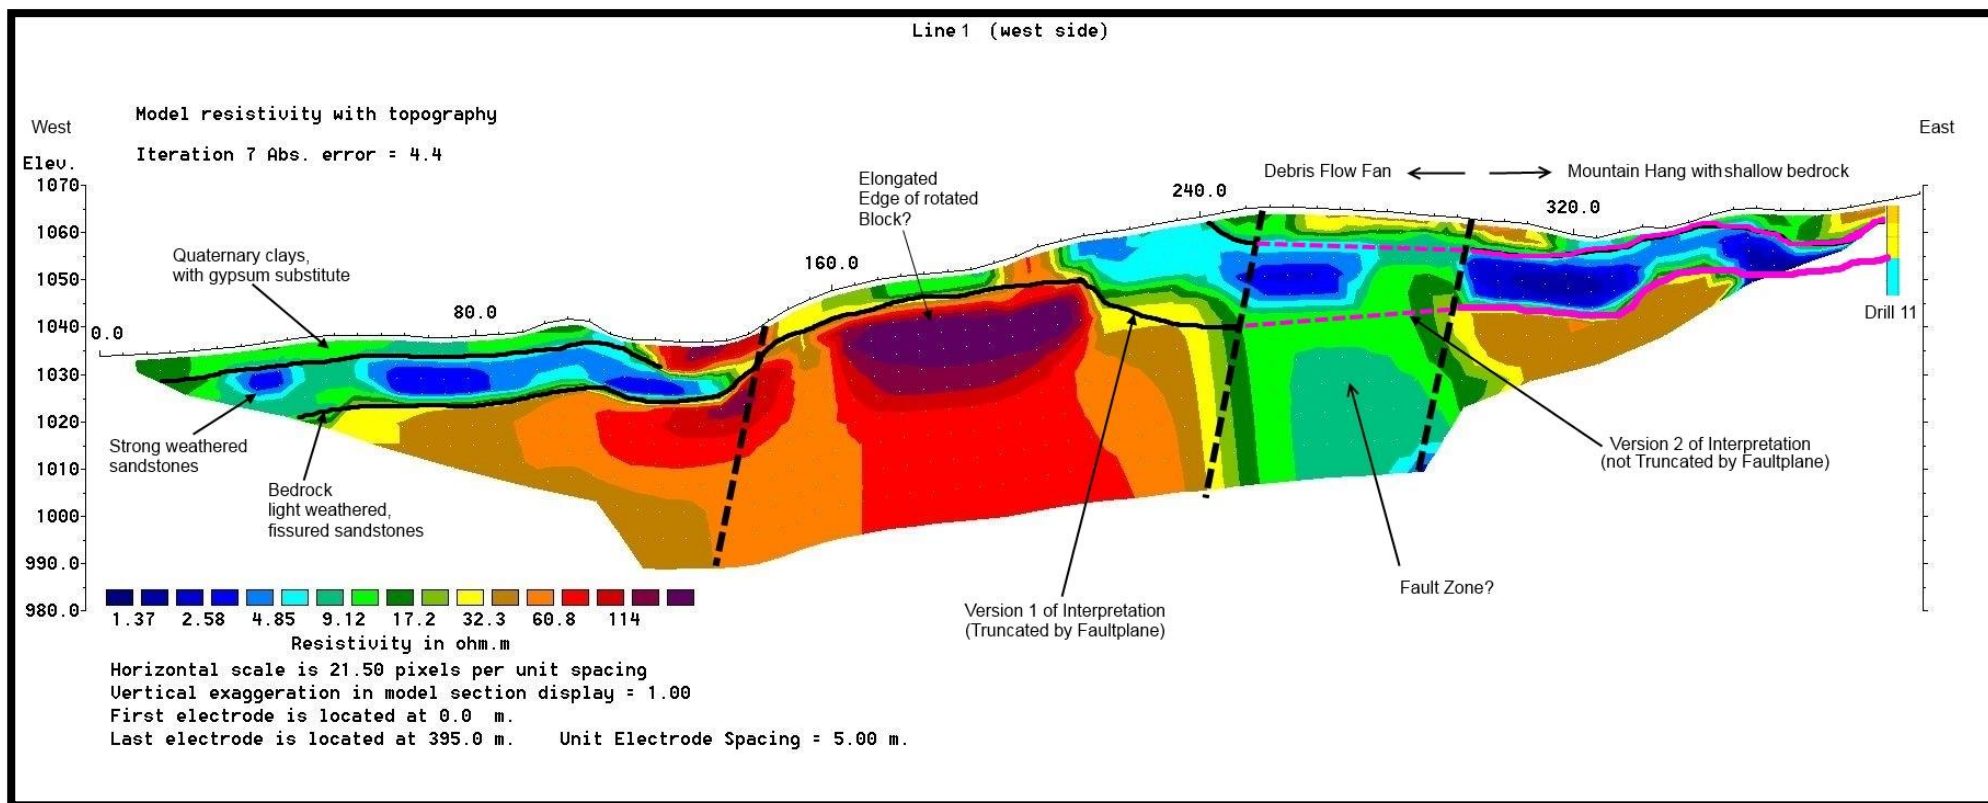 Line 1 (west side)
Model resistivity with topography
West
East
Iteration 7 Abs. error = 4.4
Elev.
Elongated
Edge of rotated
Block?
Debris Flow Fan
Mountain Hang with shallow bedrock
1070
1060
1050
1040
1030
1020
1010
1000
990.0
980.0
0.0
80.0
160.0
240.0
320.0
Quaternary clays,
with gypsum substitute
Strong weathered
sandstones
Bedrock
light weathered,
fissured sandstones
Drill 11
Version 2 of Interpretation
(not Truncated by Faultplane)
Fault Zone?
Version 1 of Interpretation
(Truncated by Faultplane)
1.37 2.58 4.85 9.12 17.2 32.3 60.8 114
Resistivity in ohm.m
Horizontal scale is 21.50 pixels per unit spacing
Vertical exaggeration in model section display = 1.00
First electrode is located at 0.0 m.
Last electrode is located at 395.0 m. Unit Electrode Spacing = 5.00 m.